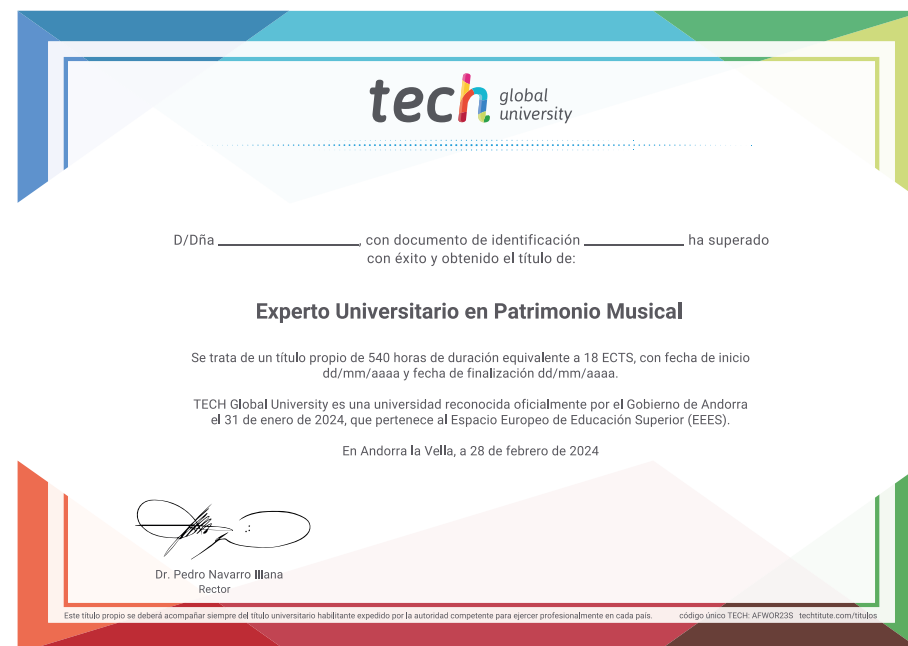 tech global university
D/Dña ____________________, con documento de identificación ______________ ha superado
con éxito y obtenido el título de:
Experto Universitario en Patrimonio Musical
Se trata de un título propio de 540 horas de duración equivalente a 18 ECTS, con fecha de inicio
dd/mm/aaaa y fecha de finalización dd/mm/aaaa.
TECH Global University es una universidad reconocida oficialmente por el Gobierno de Andorra
el 31 de enero de 2024, que pertenece al Espacio Europeo de Educación Superior (EEES).
En Andorra la Vella, a 28 de febrero de 2024
Dr. Pedro Navarro Illana
Rector
Este título propio se deberá acompañar siempre del título universitario habilitante expedido por la autoridad competente para ejercer profesionalmente en cada país. código único TECH: AFWOR23S techtitute.com/titulos